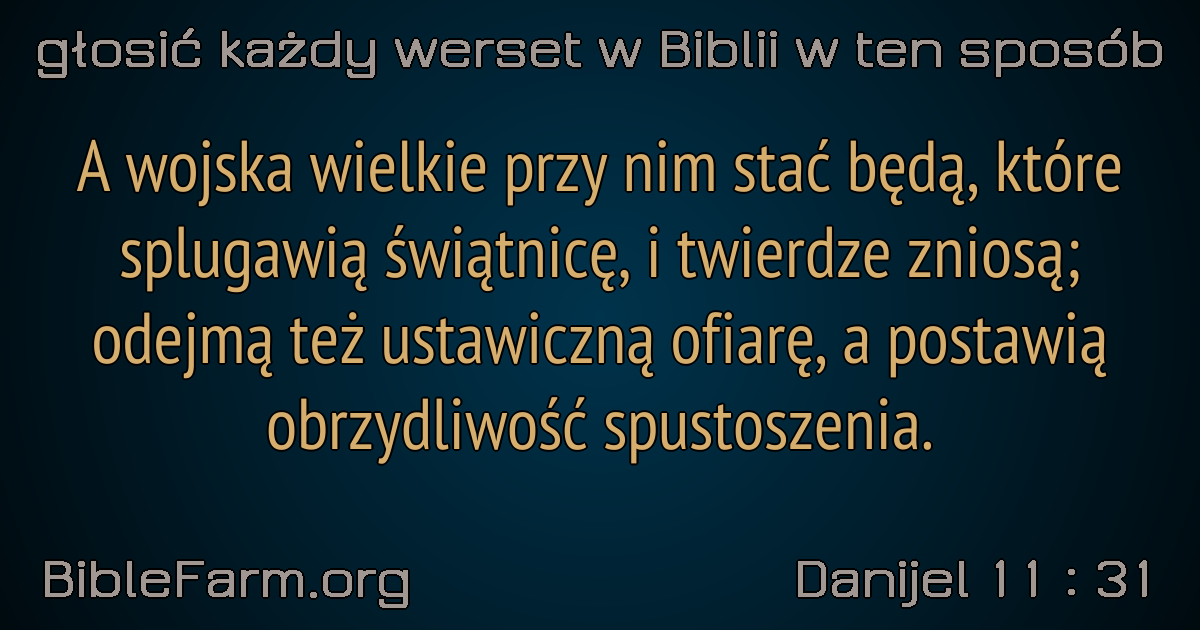 głosić każdy werset w Biblii w ten sposób
A wojska wielkie przy nim stać będą, które
splugawią świątnicę, i twierdze zniosą;
odejmą też ustawiczną ofiarę, a postawią
obrzydliwość spustoszenia.
BibleFarm.org
Danijel 11 : 31